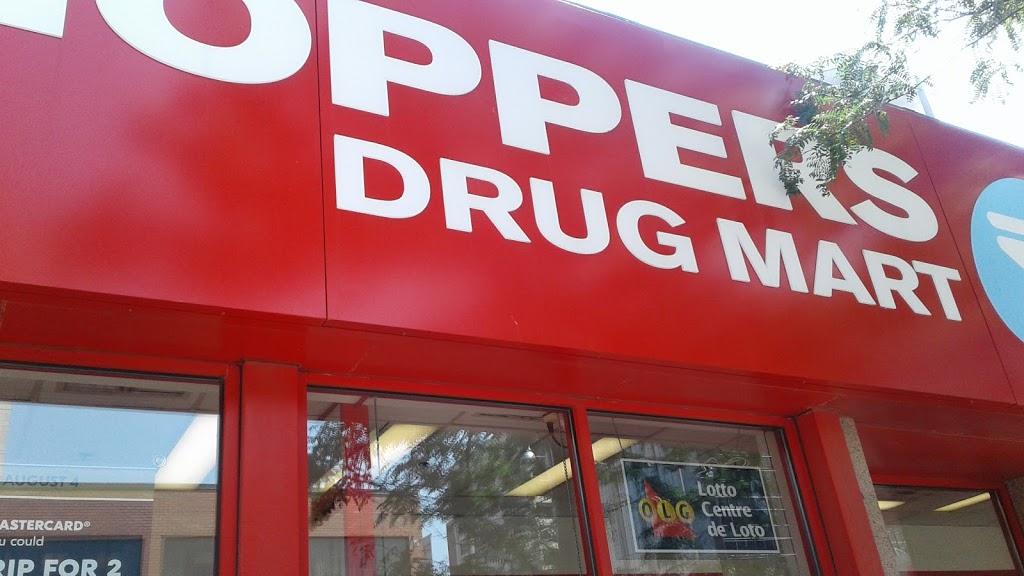 OPPERS
DRUG MART
AUGUST 4
ASTERCARD®
u could
RIP FOR 2
OLG
Lotto
Centre
de Loto